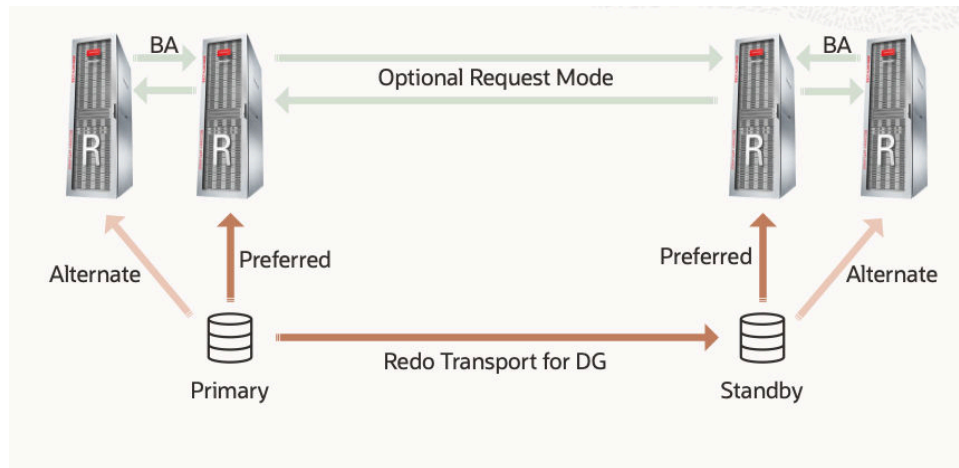 BA
BA
Optional Request Mode
R
R
R
R
Alternate
Preferred
Preferred
Alternate
Redo Transport for DG
Primary
Standby